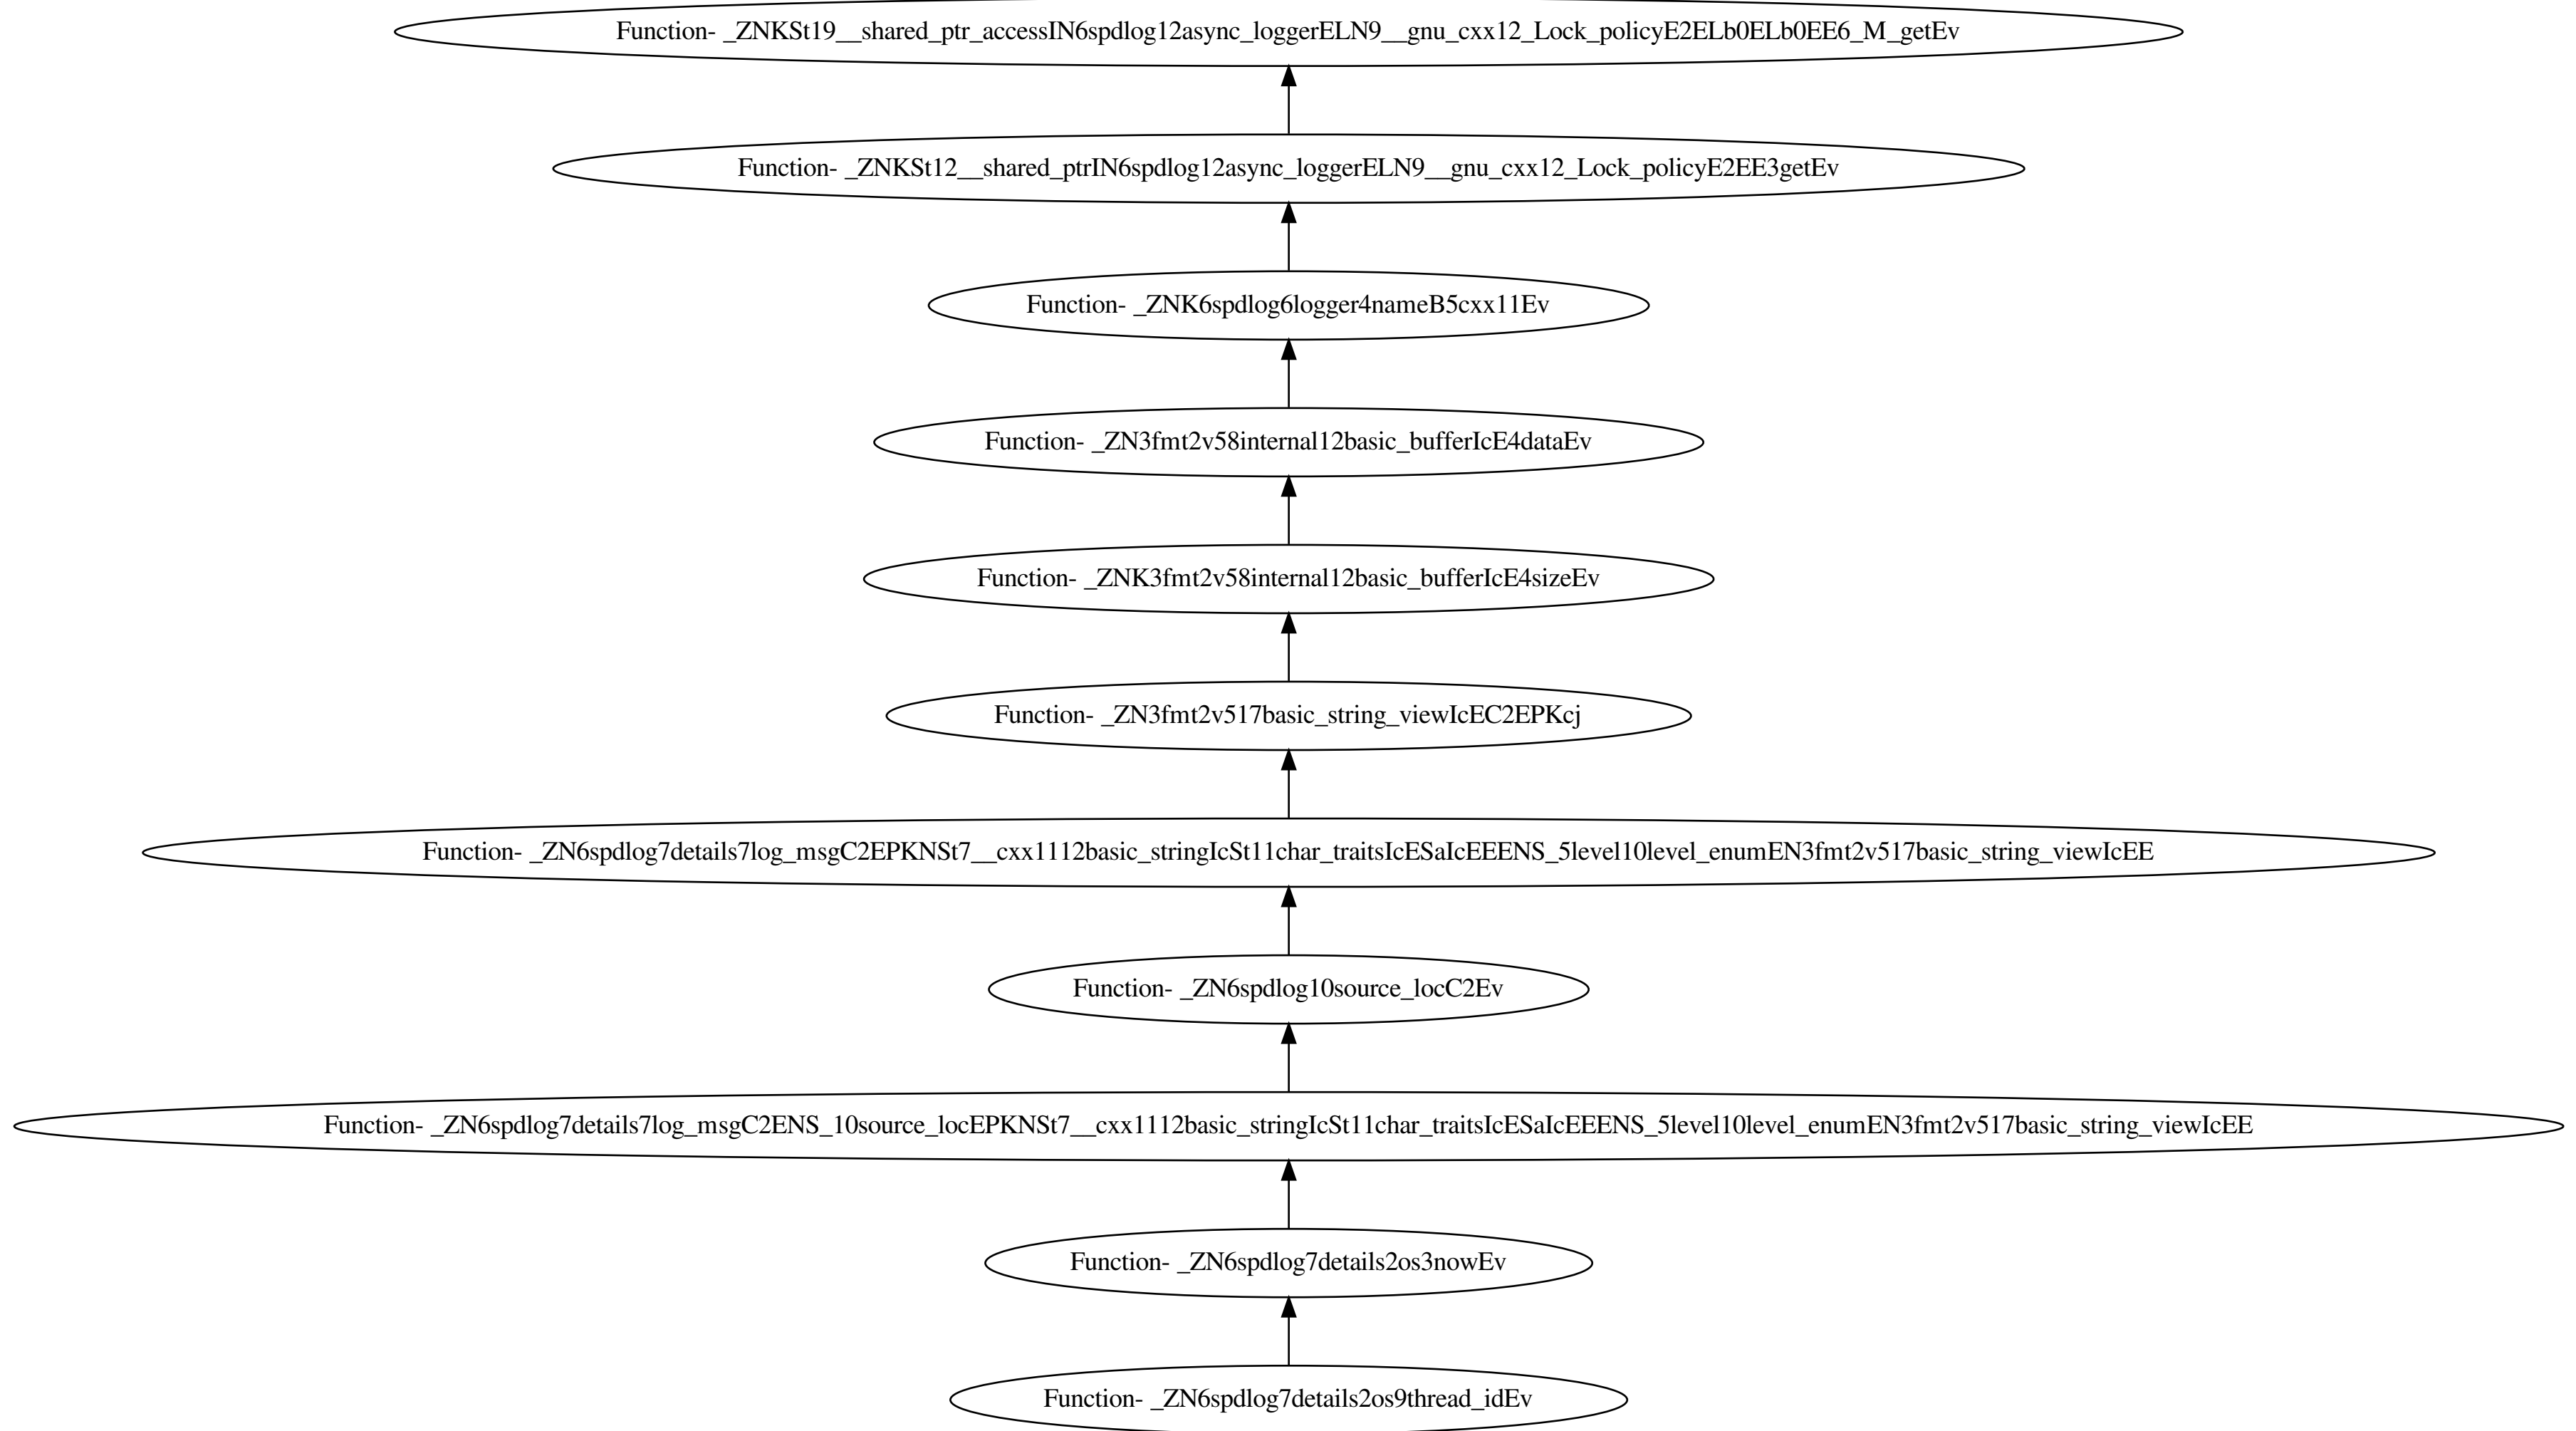 Function- _ZNKSt19__shared_ptr_accessIN6spdlog12async_loggerELN9__gnu_cxx12_Lock_policyE2ELb0ELb0EE6_M_getEv
Function- _ZNKSt12__shared_ptrIN6spdlog12async_loggerELN9__gnu_cxx12_Lock_policyE2EE3getEv
Function- _ZNK6spdlog6logger4nameB5cxx11Ev
Function- _ZN3fmt2v58internal12basic_bufferIcE4dataEv
Function- _ZNK3fmt2v58internal12basic_bufferIcE4sizeEv
Function- _ZN3fmt2v517basic_string_viewIcEC2EPKcj
Function- _ZN6spdlog7details7log_msgC2EPKNSt7__cxx1112basic_stringIcSt11char_traitsIcESaIcEEENS_5level10level_enumEN3fmt2v517basic_string_viewIcEE
Function- _ZN6spdlog10source_locC2Ev
Function- _ZN6spdlog7details7log_msgC2ENS_10source_locEPKNSt7__cxx1112basic_stringIcSt11char_traitsIcESaIcEEENS_5level10level_enumEN3fmt2v517basic_string_viewIcEE
Function- _ZN6spdlog7details2os3nowEv
Function- _ZN6spdlog7details2os9thread_idEv